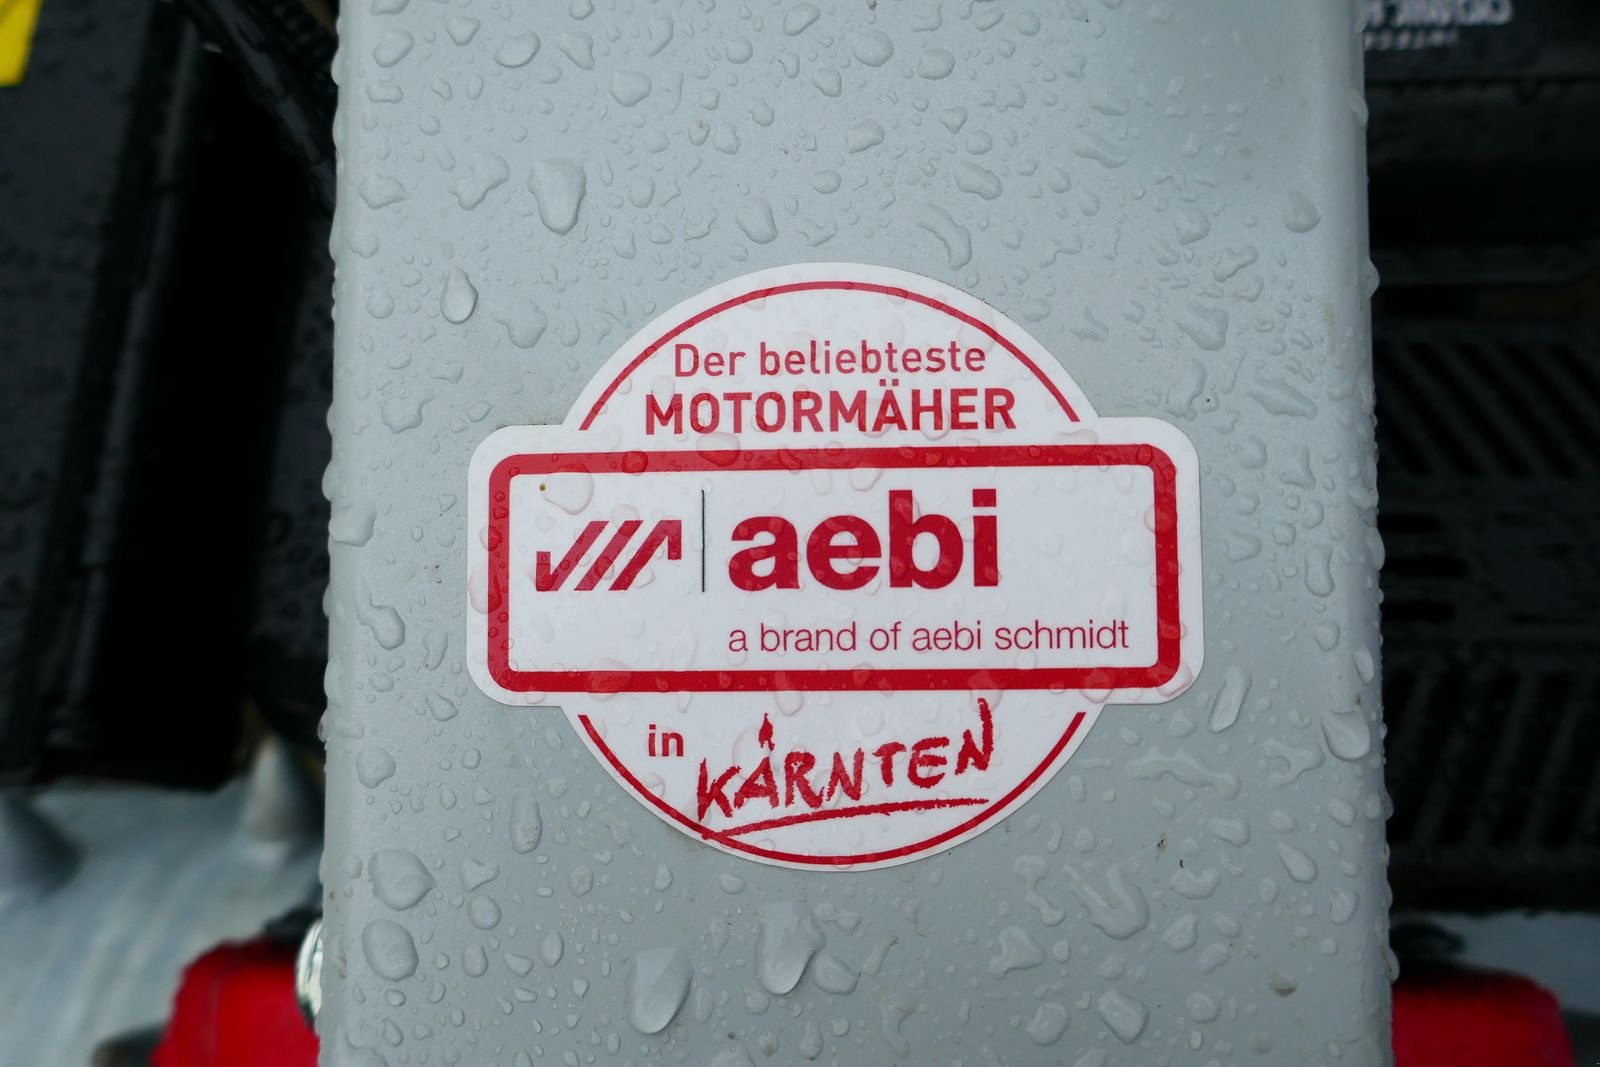 Der beliebteste
MOTORMÄHER
aebi
a brand of aebi schmidt
in KÄRNTEN